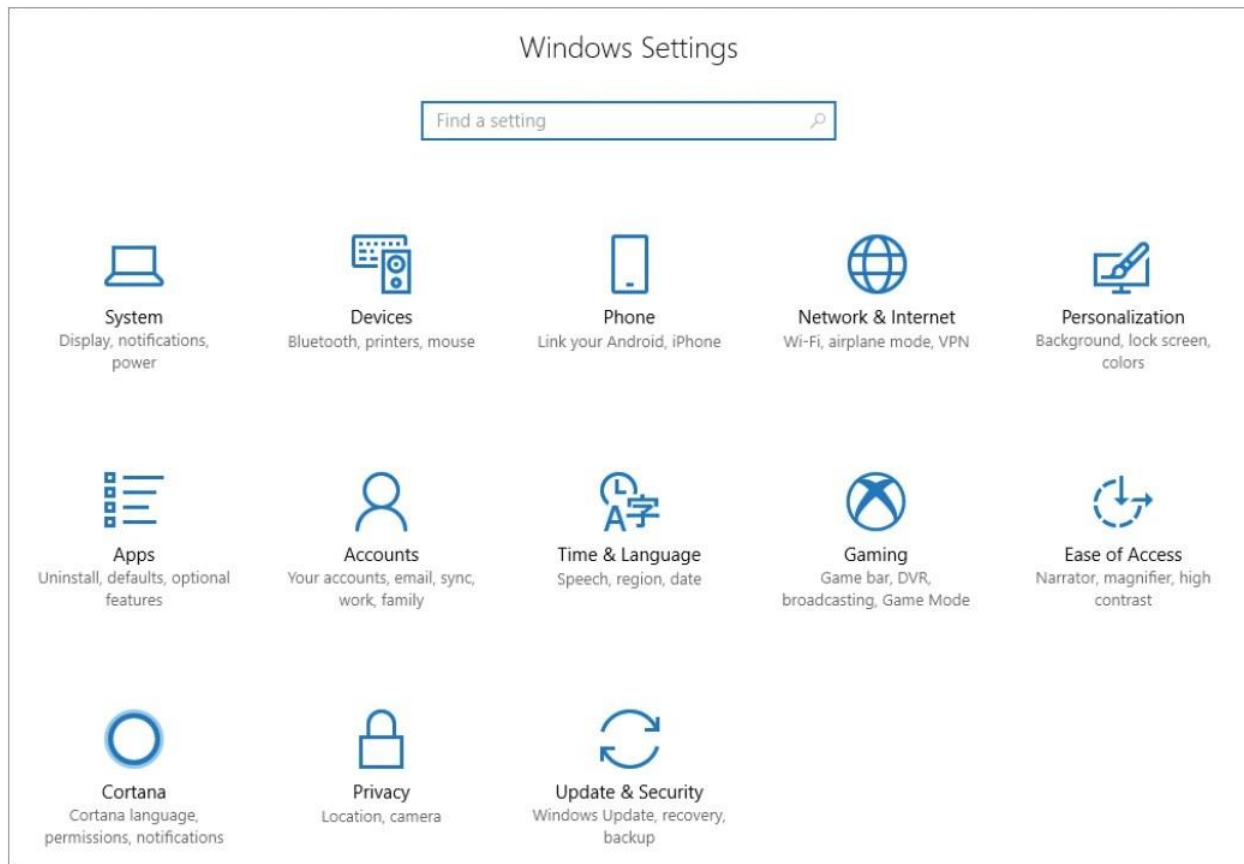 Windows Settings
Find a setting
System
Display, notifications,
power
Devices
Bluetooth, printers, mouse
Phone
Link your Android, iPhone
Network & Internet
Wi-Fi, airplane mode, VPN
Personalization
Background, lock screen,
colors
Apps
Uninstall, defaults, optional
features
Accounts
Your accounts, email, sync,
work, family
A字
Time & Language
Speech, region, date
Gaming
Game bar, DVR,
broadcasting, Game Mode
Ease of Access
Narrator, magnifier, high
contrast
Cortana
Cortana language,
permissions, notifications
Privacy
Location, camera
Update & Security
Windows Update, recovery,
backup